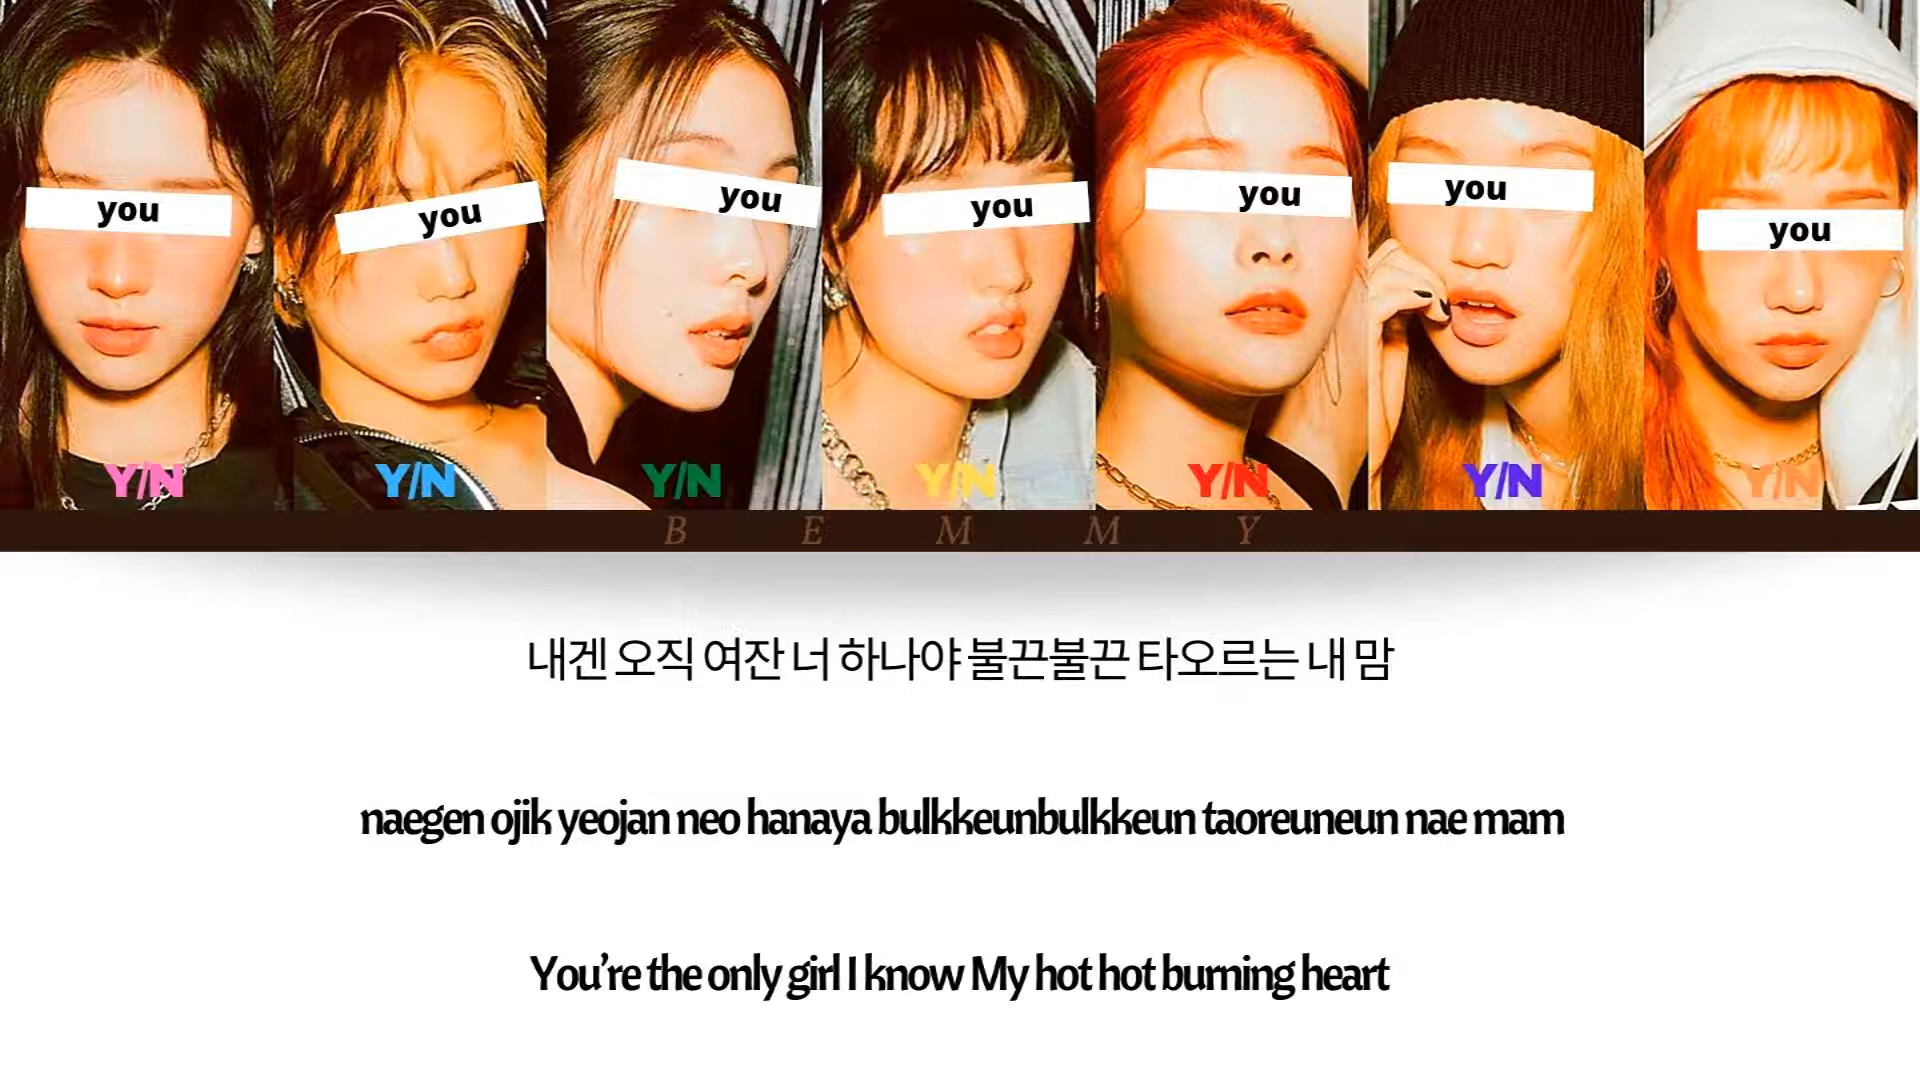 you you you you you you you
Y/N Y/N Y/N Y/N Y/N Y/N Y/N
B E M M Y
내겐 오직 여잔 너 하나야 불끈불끈 타오르는 내 맘
naegen ojik yeojan neo hanaya bulkkeunbulkkeun taoreuneun nae mam
You're the only girl I know My hot hot burning heart